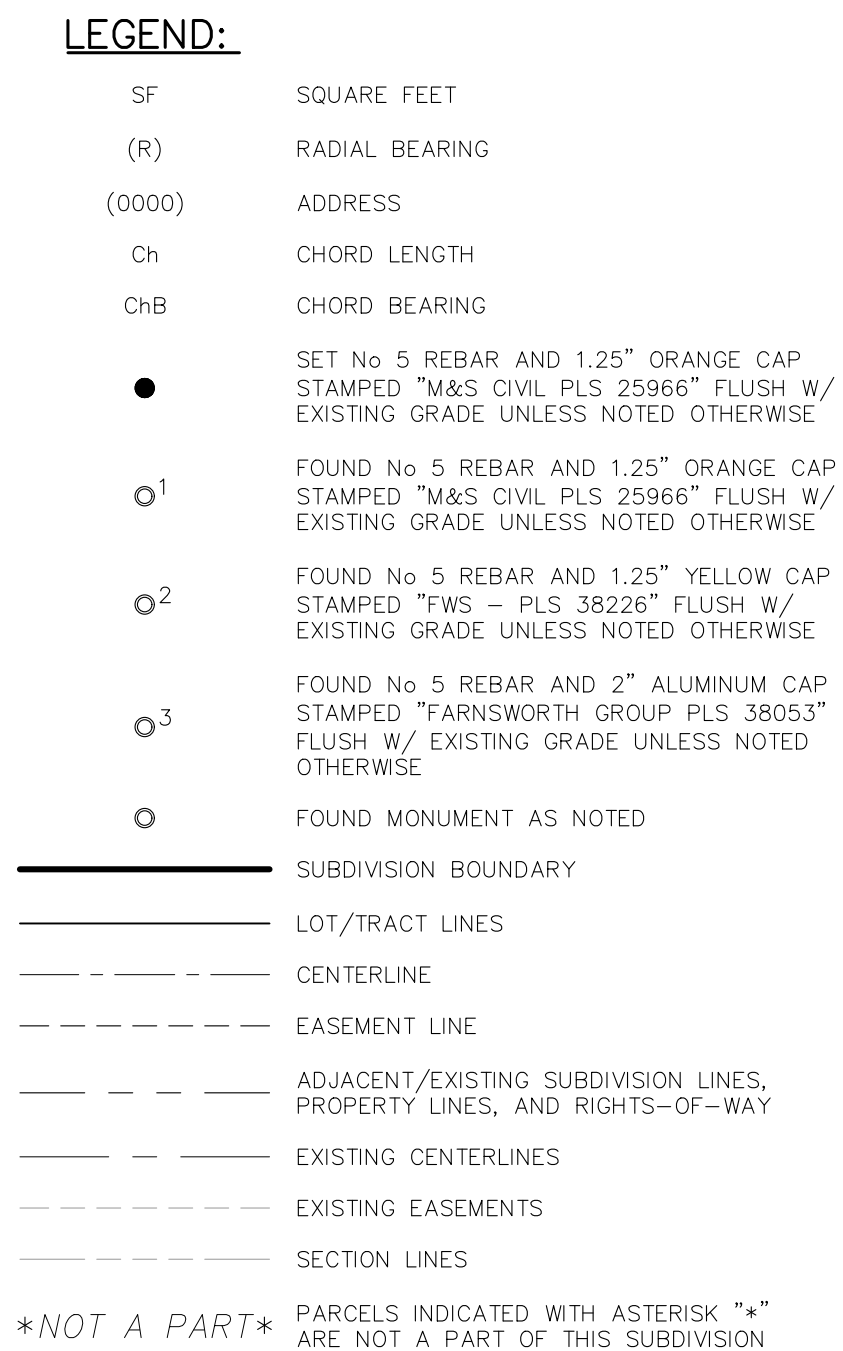 LEGEND:
SF SQUARE FEET
(R) RADIAL BEARING
(0000) ADDRESS
Ch CHORD LENGTH
ChB CHORD BEARING
SET No 5 REBAR AND 1.25” ORANGE CAP
STAMPED ”M&S CIVIL PLS 25966” FLUSH W/
EXISTING GRADE UNLESS NOTED OTHERWISE
1 FOUND No 5 REBAR AND 1.25” ORANGE CAP
STAMPED ”M&S CIVIL PLS 25966” FLUSH W/
EXISTING GRADE UNLESS NOTED OTHERWISE
2 FOUND No 5 REBAR AND 1.25” YELLOW CAP
STAMPED ”FWS – PLS 38226” FLUSH W/
EXISTING GRADE UNLESS NOTED OTHERWISE
3 FOUND No 5 REBAR AND 2” ALUMINUM CAP
STAMPED ”FARNSWORTH GROUP PLS 38053”
FLUSH W/ EXISTING GRADE UNLESS NOTED
OTHERWISE
FOUND MONUMENT AS NOTED
SUBDIVISION BOUNDARY
LOT/TRACT LINES
CENTERLINE
EASEMENT LINE
ADJACENT/EXISTING SUBDIVISION LINES,
PROPERTY LINES, AND RIGHTS–OF–WAY
EXISTING CENTERLINES
EXISTING EASEMENTS
SECTION LINES
*NOT A PART* PARCELS INDICATED WITH ASTERISK ”*”
ARE NOT A PART OF THIS SUBDIVISION